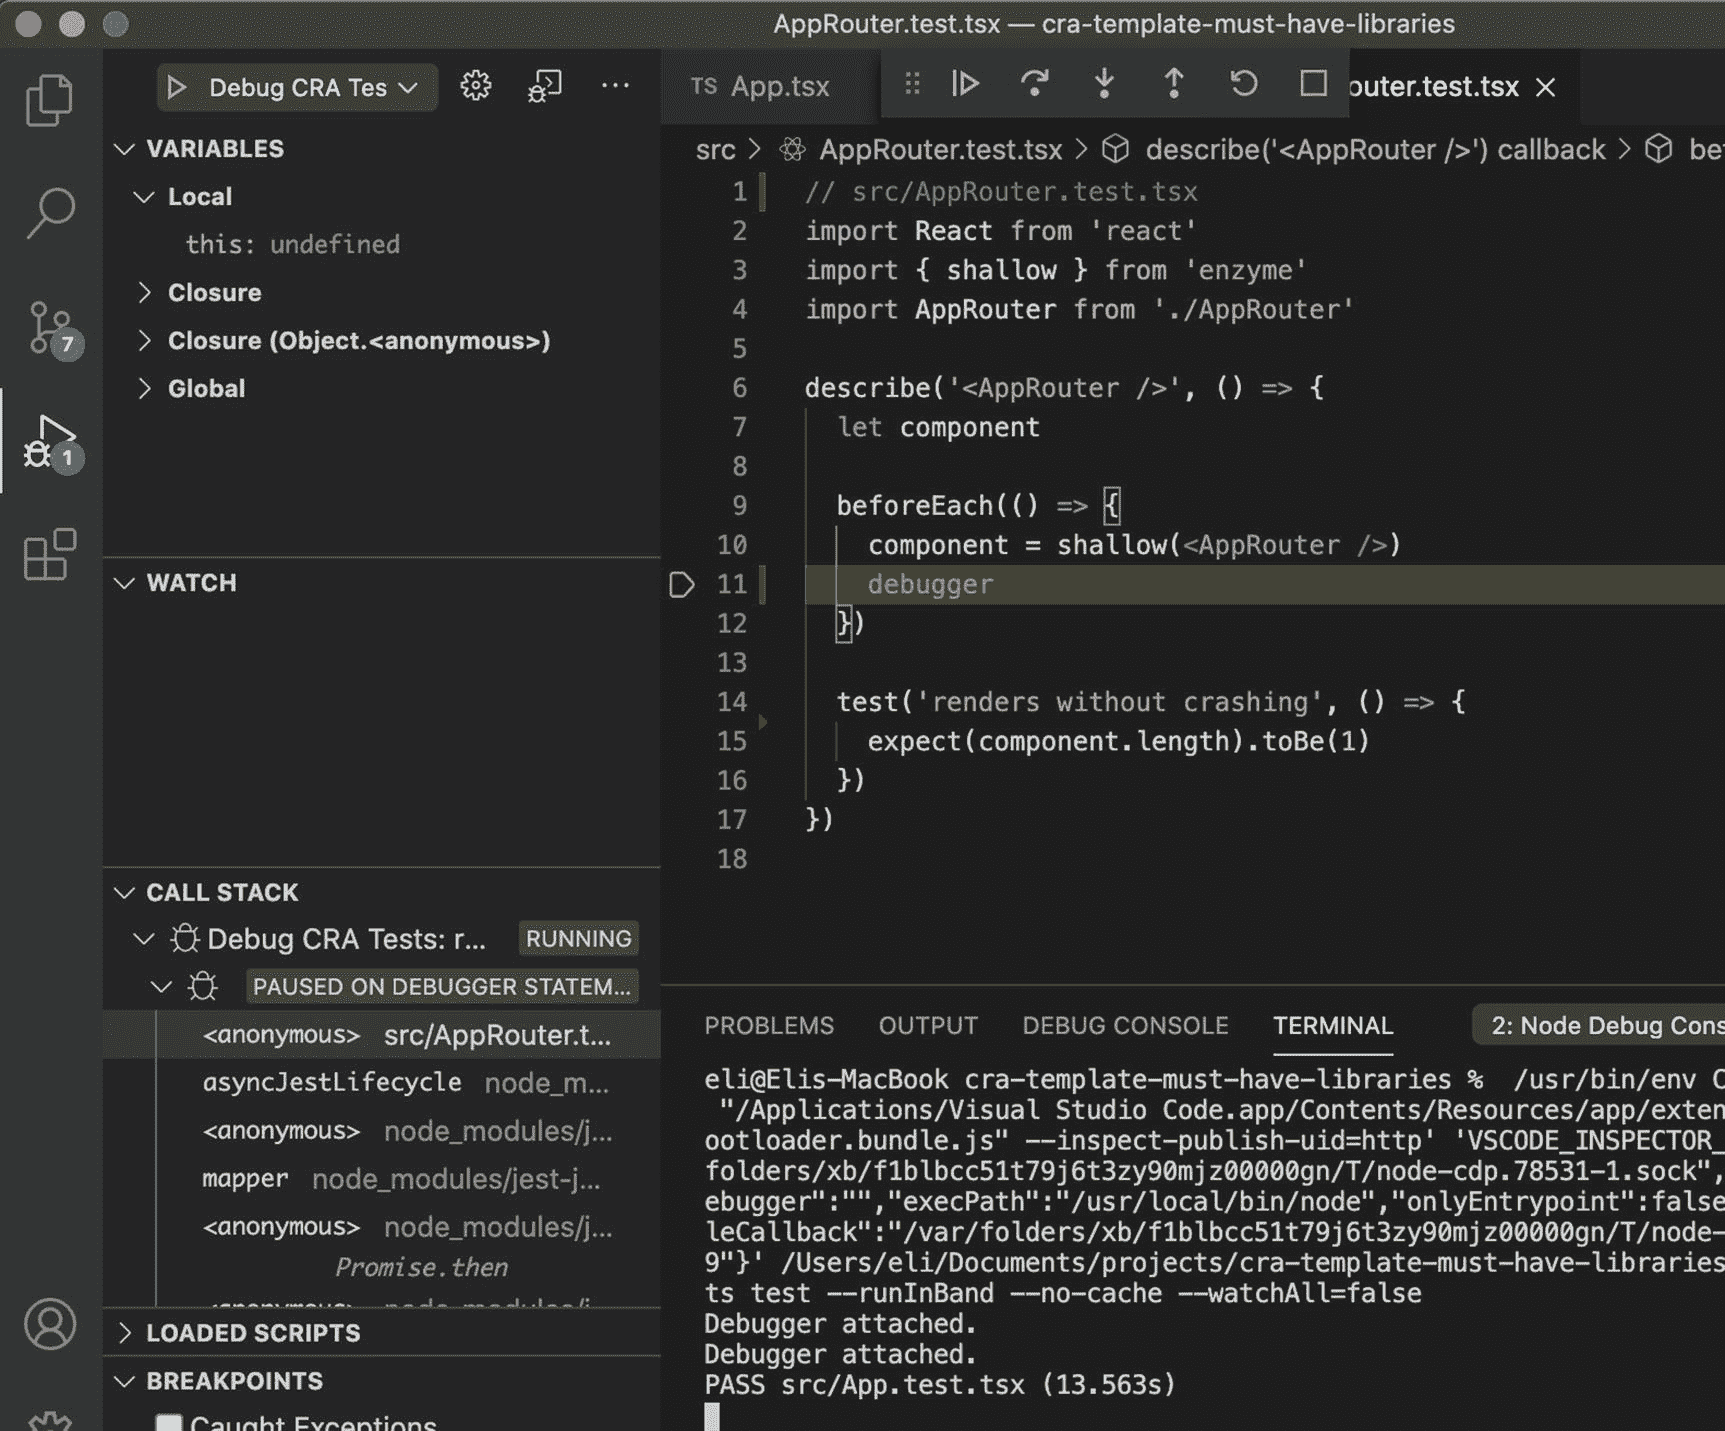 AppRouter.test.tsx — cra-template-must-have-libraries
Debug CRA Tes
VARIABLES
Local
this: undefined
Closure
Closure (Object.<anonymous>)
Global
7
1
WATCH
CALL STACK
Debug CRA Tests: r... RUNNING
PAUSED ON DEBUGGER STATEM...
<anonymous> src/AppRouter.t...
asyncJestLifecycle node_m...
<anonymous> node_modules/j...
mapper node_modules/jest-j...
<anonymous> node_modules/j...
Promise.then
<anonymous> node_modules/j...
LOADED SCRIPTS
BREAKPOINTS
Caught Exceptions
TS App.tsx outer.test.tsx
src > AppRouter.test.tsx > describe('<AppRouter />') callback > be
1 // src/AppRouter.test.tsx
2 import React from 'react'
3 import { shallow } from 'enzyme'
4 import AppRouter from './AppRouter'
5
6 describe('<AppRouter />', () => {
7 let component
8
9 beforeEach(() => {
10 component = shallow(<AppRouter />)
11 debugger
12 })
13
14 test('renders without crashing', () => {
15 expect(component.length).toBe(1)
16 })
17 })
18
PROBLEMS OUTPUT DEBUG CONSOLE TERMINAL 2: Node Debug Cons
eli@Elis-MacBook cra-template-must-have-libraries % /usr/bin/env C
"/Applications/Visual Studio Code.app/Contents/Resources/app/exten
ootloader.bundle.js" --inspect-publish-uid=http' 'VSCODE_INSPECTOR_
folders/xb/f1blbcc51t79j6t3zy90mjz00000gn/T/node-cdp.78531-1.sock",
ebugger":"","execPath":"/usr/local/bin/node","onlyEntrypoint":false
leCallback":"/var/folders/xb/f1blbcc51t79j6t3zy90mjz00000gn/T/node-
9"}' /Users/eli/Documents/projects/cra-template-must-have-libraries
ts test --runInBand --no-cache --watchAll=false
Debugger attached.
Debugger attached.
PASS src/App.test.tsx (13.563s)